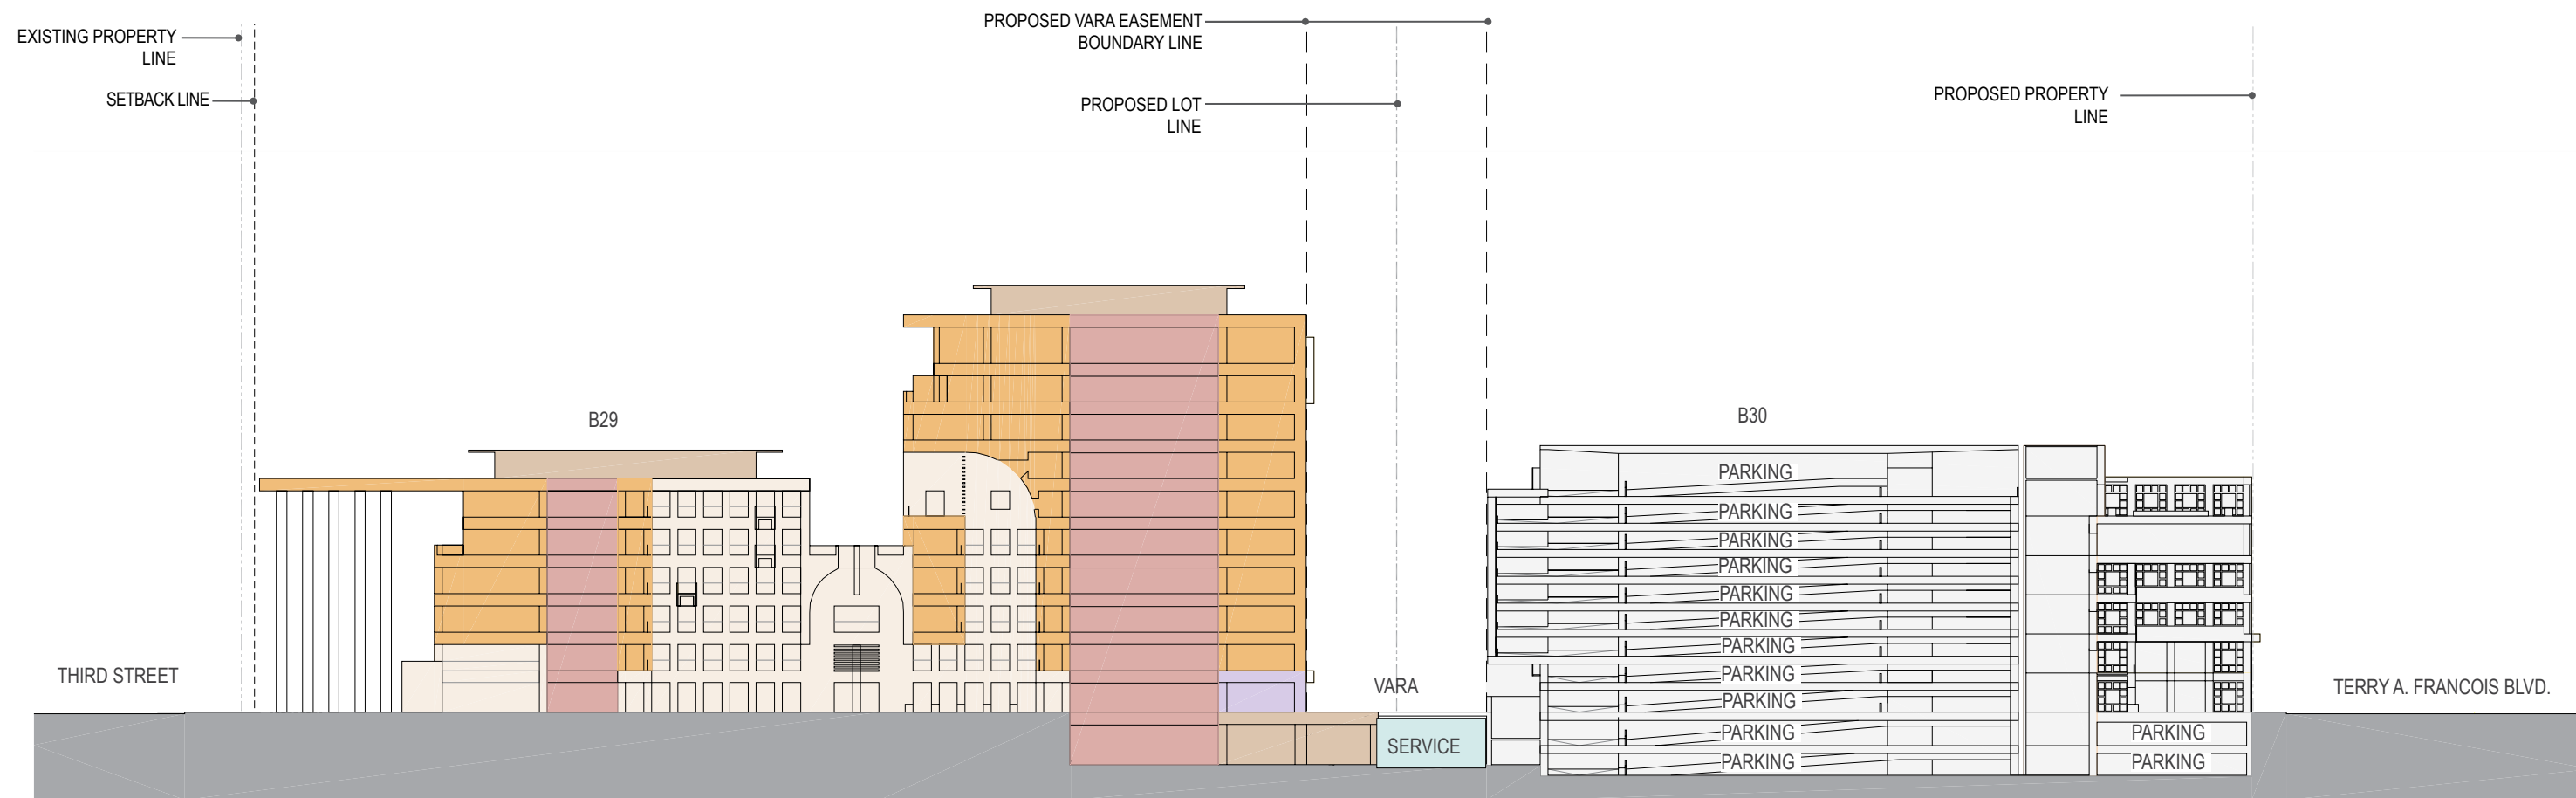 PROPOSED VARA EASEMENT
BOUNDARY LINE
EXISTING PROPERTY
LINE
SETBACK LINE
PROPOSED LOT
LINE
PROPOSED PROPERTY
LINE
B29
B30
PARKING
PARKING
PARKING
PARKING
PARKING
PARKING
PARKING
PARKING
PARKING
PARKING
PARKING
PARKING
PARKING
THIRD STREET
VARA
SERVICE
TERRY A. FRANCOIS BLVD.